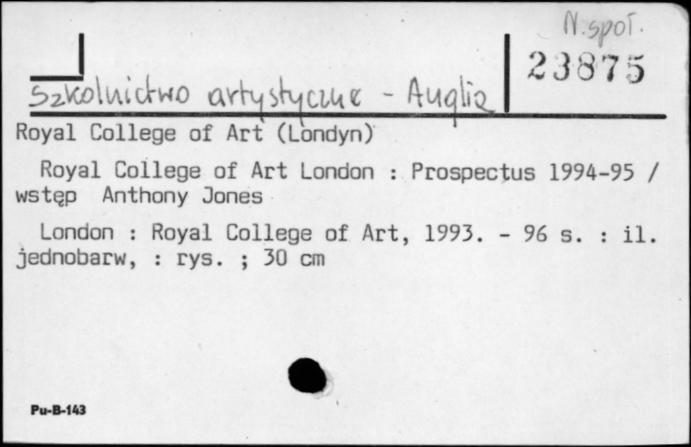 N. społ.
23875
Szkolnictwo artystyczne - Anglia
Royal College of Art (Londyn)
Royal College of Art London : Prospectus 1994-95 /
wstęp Anthony Jones
London : Royal College of Art, 1993. - 96 s. : il.
jednobarw, : rys. ; 30 cm
Pu-B-143